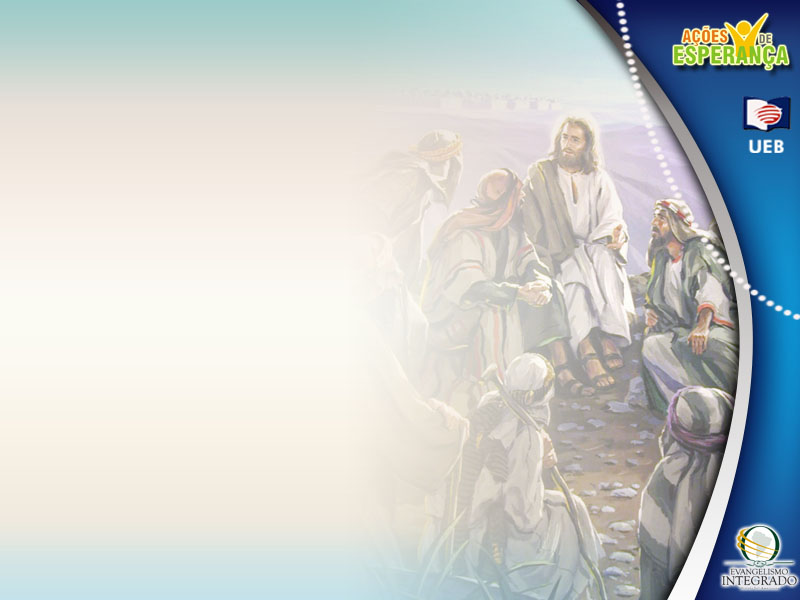 AÇÕES DE
ESPERANÇA
UEB
EVANGELISMO
INTEGRADO